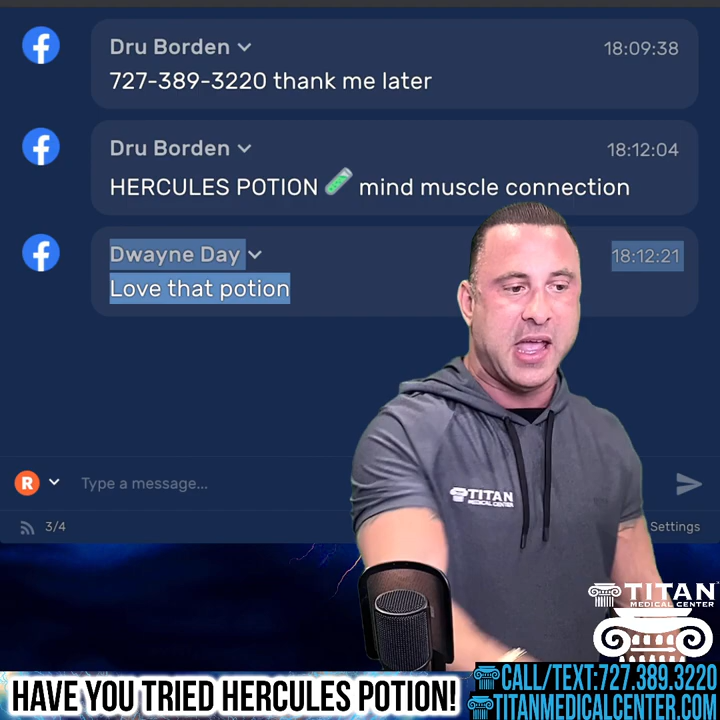 Dru Borden
18:09:38
727-389-3220 thank me later
Dru Borden
18:12:04
HERCULES POTION 🧪 mind muscle connection
Dwayne Day
18:12:21
Love that potion
R
Type a message...
3/4
Settings
TITAN
MEDICAL CENTER
TITAN
MEDICAL CENTER
HAVE YOU TRIED HERCULES POTION!
CALL/TEXT:727.389.3220
TITANMEDICALCENTER.COM